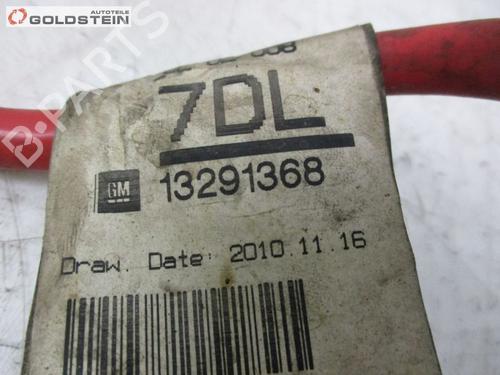 AUTOTEILE
GOLDSTEIN
B-PARTS
7DL
GM
13291368
Draw. Date: 2010.11.16